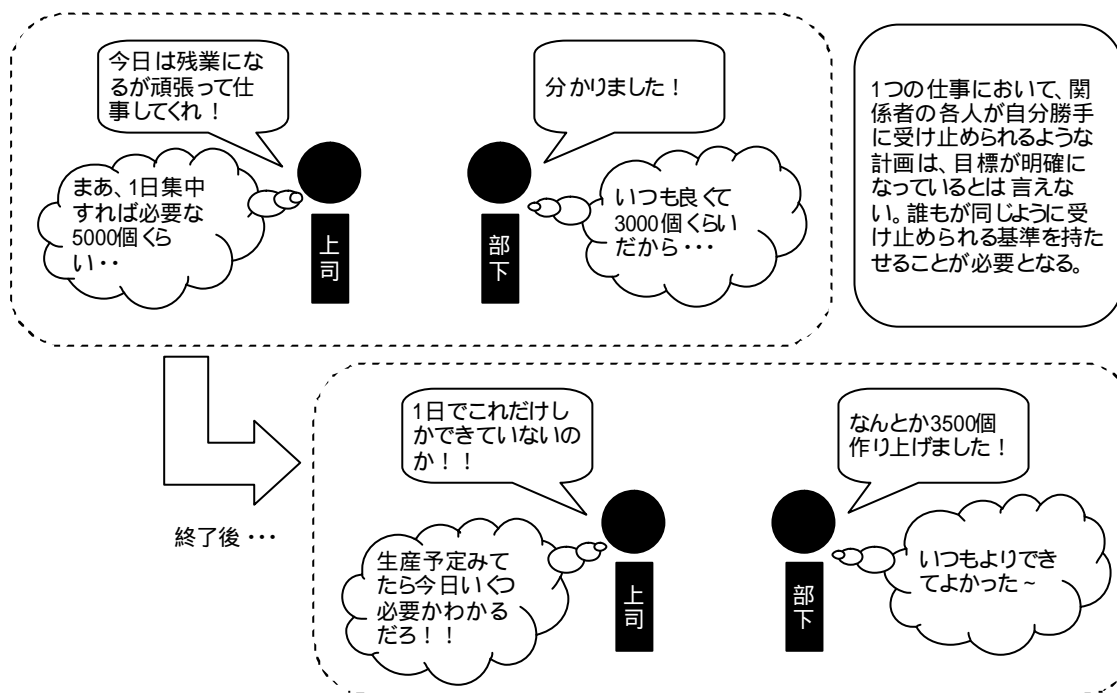 今日は残業にな
るが頑張って仕
事してくれ！
分かりました！
まあ、1日集中
すれば必要な
5000個くら
い・・
上司
部下
いつも良くて
3000個くらい
だから・・・
1つの仕事において、関
係者の各人が自分勝手
に受け止められるような
計画は、目標が明確に
なっているとは言えな
い。誰もが同じように受
け止められる基準を持た
せることが必要となる。
終了後・・・
1日でこれだけし
かできていないの
か！！
なんとか3500個
作り上げました！
生産予定みて
たら今日いくつ
必要かわかる
だろ！！
上司
部下
いつもよりでき
てよかった~